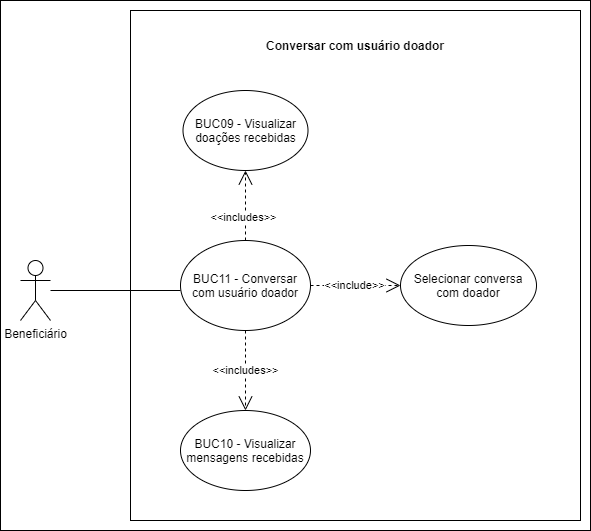 Conversar com usuário doador
BUC09 - Visualizar
doações recebidas
<<includes>>
BUC11 - Conversar
com usuário doador
<<include>>
Selecionar conversa
com doador
Beneficiário
<<includes>>
BUC10 - Visualizar
mensagens recebidas